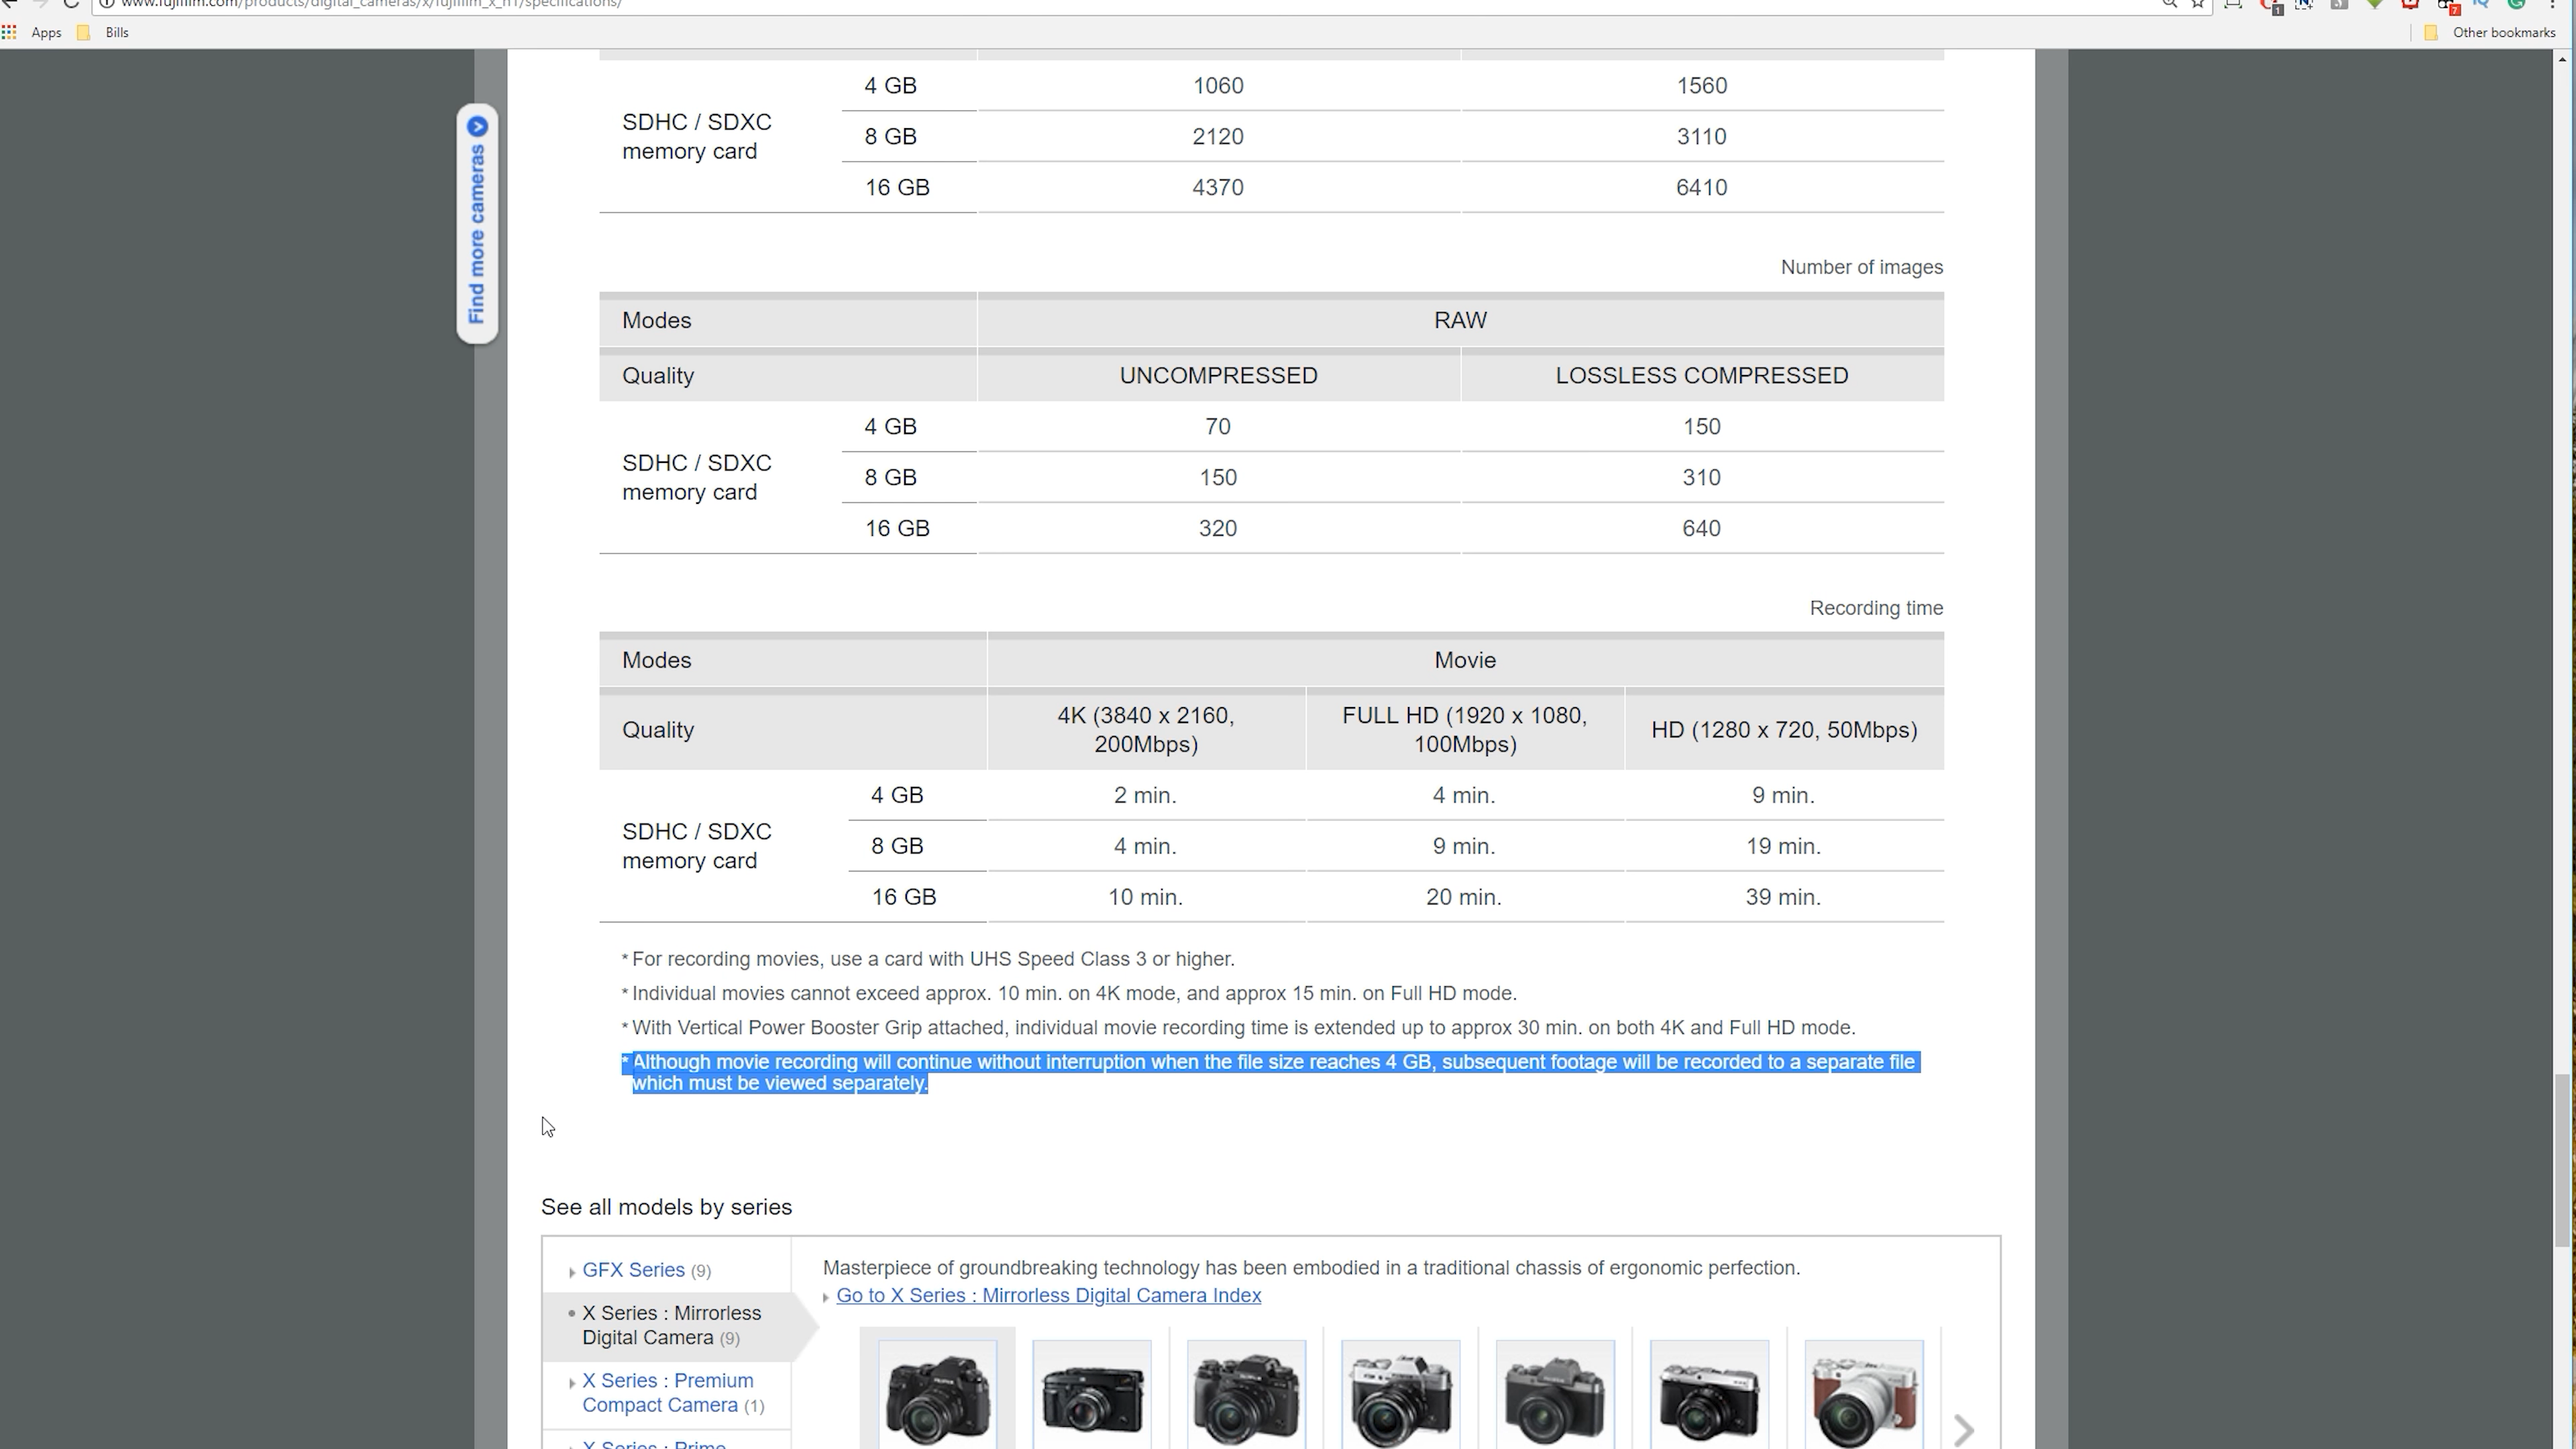 www.fujifilm.com/products/digital_cameras/x/fujifilm_x_h1/specifications/
1
7
Apps Bills Other bookmarks
Find more cameras
4 GB 1060 1560
SDHC / SDXC
memory card
8 GB 2120 3110
16 GB 4370 6410
Number of images
Modes RAW
Quality UNCOMPRESSED LOSSLESS COMPRESSED
4 GB 70 150
SDHC / SDXC
memory card
8 GB 150 310
16 GB 320 640
Recording time
Modes Movie
Quality
4K (3840 x 2160,
200Mbps)
FULL HD (1920 x 1080,
100Mbps)
HD (1280 x 720, 50Mbps)
4 GB 2 min. 4 min. 9 min.
SDHC / SDXC
memory card
8 GB 4 min. 9 min. 19 min.
16 GB 10 min. 20 min. 39 min.
* For recording movies, use a card with UHS Speed Class 3 or higher.
* Individual movies cannot exceed approx. 10 min. on 4K mode, and approx 15 min. on Full HD mode.
* With Vertical Power Booster Grip attached, individual movie recording time is extended up to approx 30 min. on both 4K and Full HD mode.
* Although movie recording will continue without interruption when the file size reaches 4 GB, subsequent footage will be recorded to a separate file
which must be viewed separately.
See all models by series
GFX Series (9)
X Series : Mirrorless
Digital Camera (9)
X Series : Premium
Compact Camera (1)
X Series : Prime
Masterpiece of groundbreaking technology has been embodied in a traditional chassis of ergonomic perfection.
Go to X Series : Mirrorless Digital Camera Index